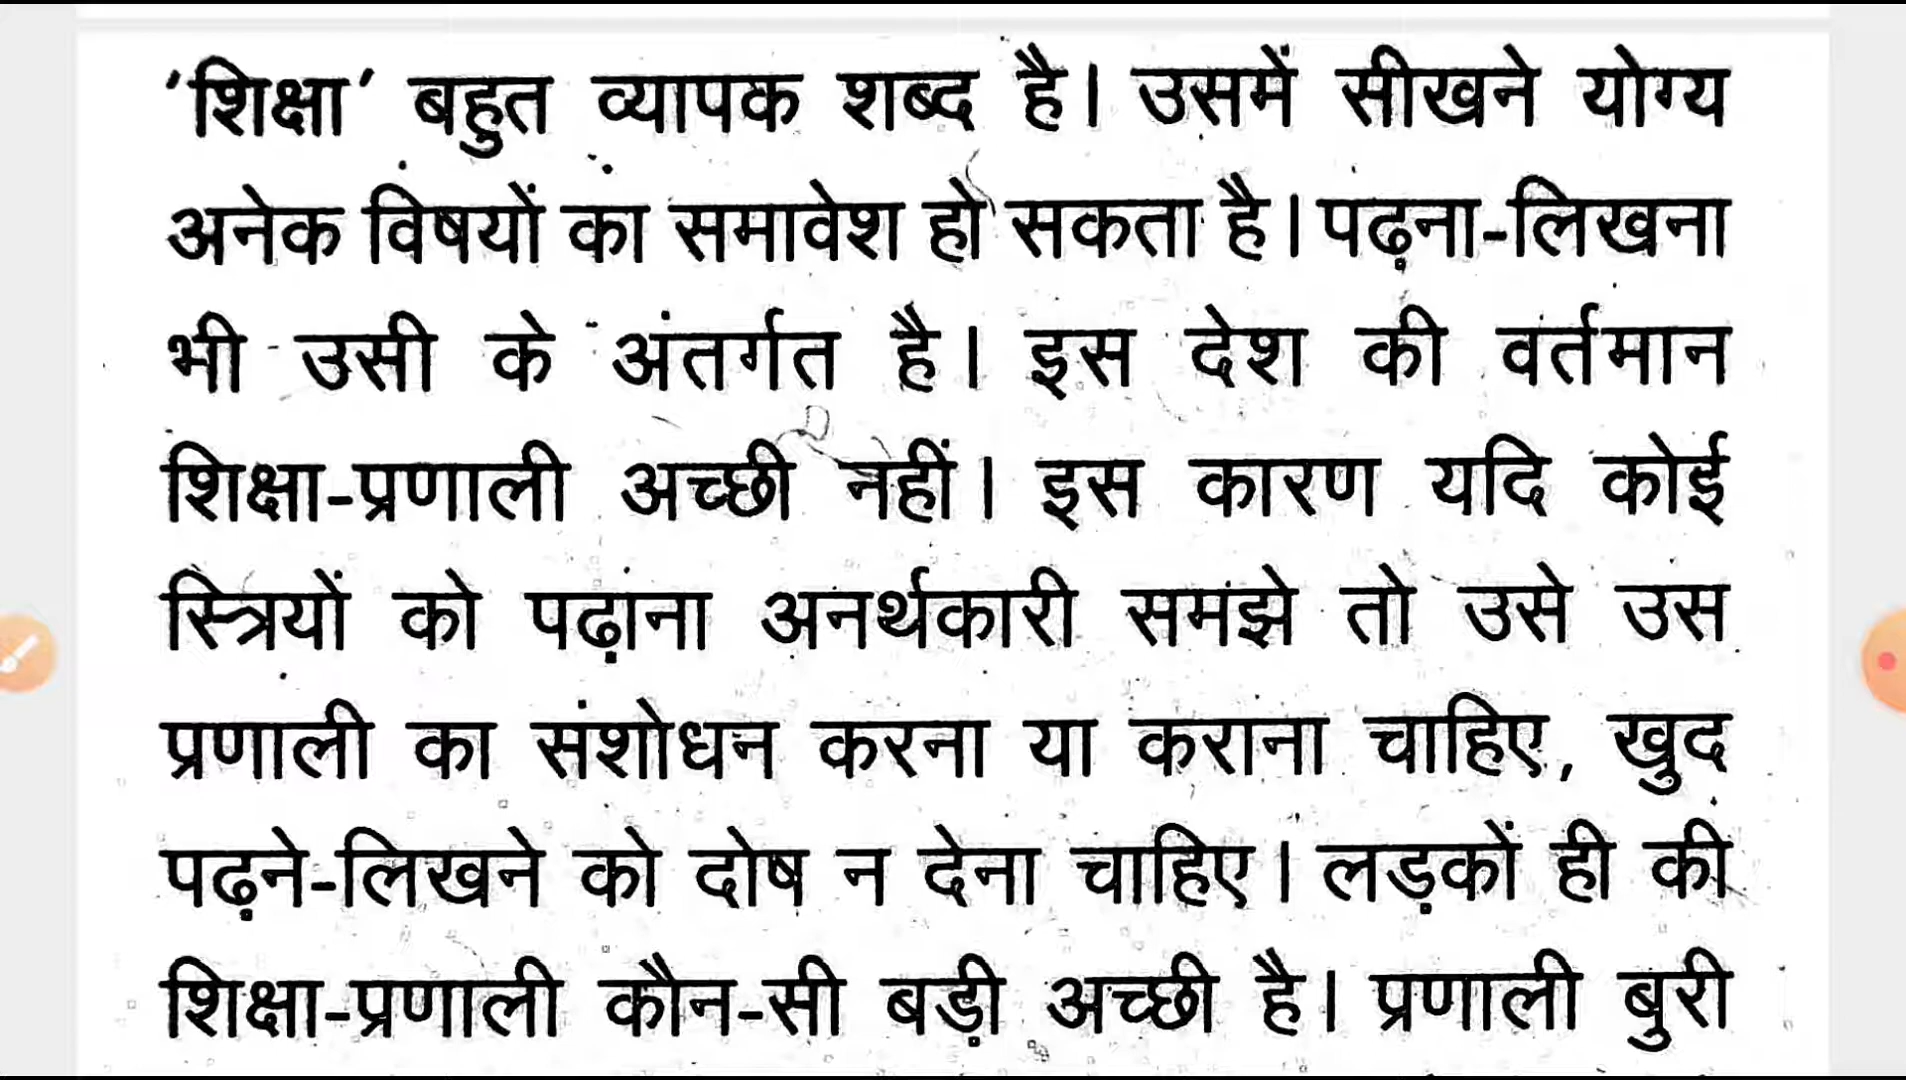 'शिक्षा' बहुत व्यापक शब्द है। उसमें सीखने योग्य
अनेक विषयों का समावेश हो सकता है। पढ़ना-लिखना
भी उसी के अंतर्गत है। इस देश की वर्तमान
शिक्षा-प्रणाली अच्छी नहीं। इस कारण यदि कोई
स्त्रियों को पढ़ाना अनर्थकारी समझे तो उसे उस
प्रणाली का संशोधन करना या कराना चाहिए, खुद
पढ़ने-लिखने को दोष न देना चाहिए। लड़कों ही की
शिक्षा-प्रणाली कौन-सी बड़ी अच्छी है। प्रणाली बुरी